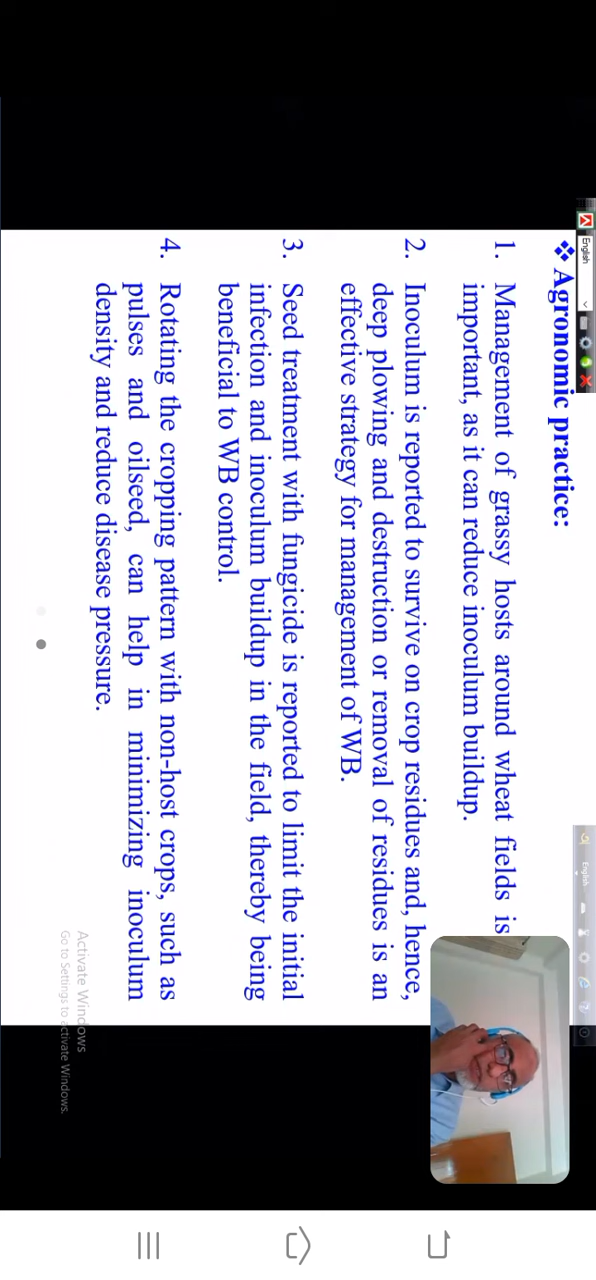 English
❖ Agronomic practice:
1. Management of grassy hosts around wheat fields is
important, as it can reduce inoculum buildup.
2. Inoculum is reported to survive on crop residues and, hence,
deep plowing and destruction or removal of residues is an
effective strategy for management of WB.
3. Seed treatment with fungicide is reported to limit the initial
infection and inoculum buildup in the field, thereby being
beneficial to WB control.
4. Rotating the cropping pattern with non-host crops, such as
pulses and oilseed, can help in minimizing inoculum
density and reduce disease pressure.
English
Activate Windows
Go to Settings to activate Windows.